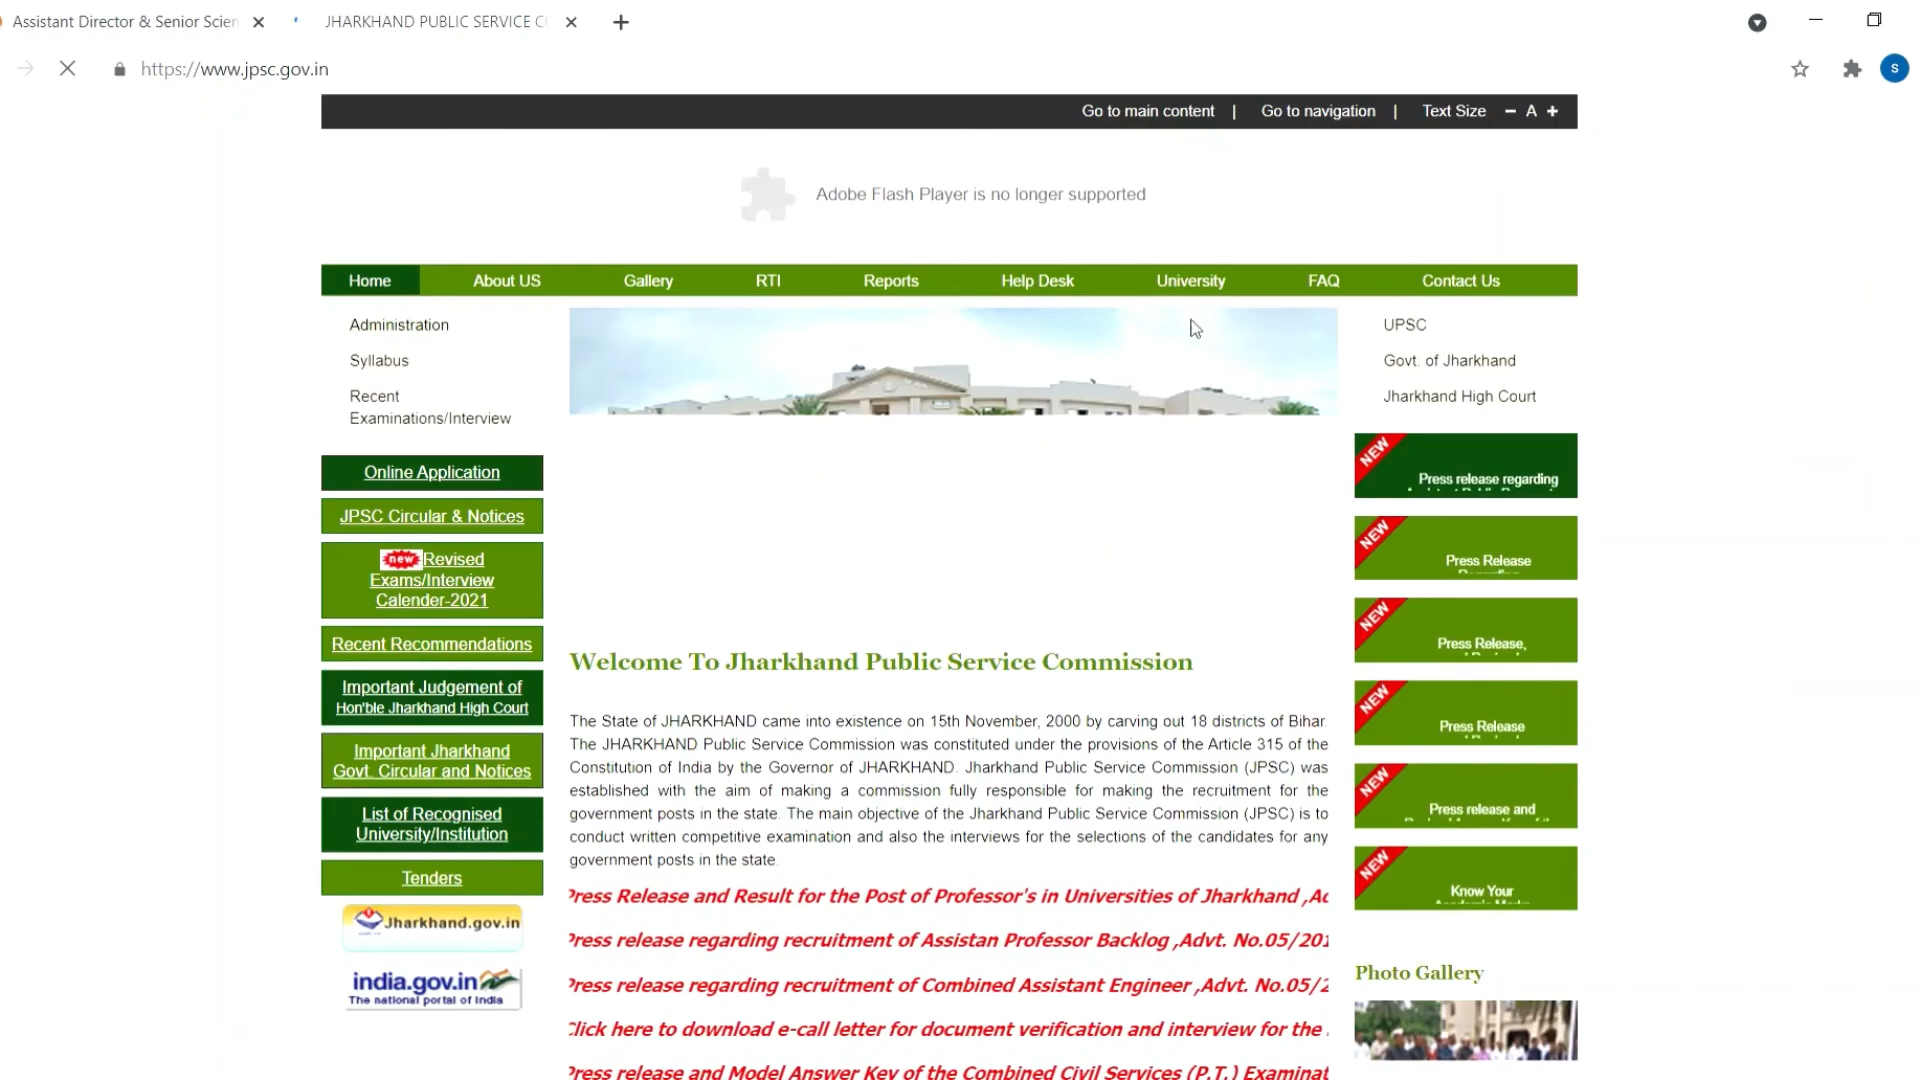 Assistant Director & Senior Scien
JHARKHAND PUBLIC SERVICE CO
https://www.jpsc.gov.in
S
Go to main content | Go to navigation | Text Size - A +
Adobe Flash Player is no longer supported
Home About US Gallery RTI Reports Help Desk University FAQ Contact Us
Administration
Syllabus
Recent
Examinations/Interview
Online Application
JPSC Circular & Notices
new Revised
Exams/Interview
Calender-2021
Recent Recommendations
Important Judgement of
Hon'ble Jharkhand High Court
Important Jharkhand
Govt. Circular and Notices
List of Recognised
University/Institution
Tenders
Jharkhand.gov.in
india.gov.in
The national portal of India
Welcome To Jharkhand Public Service Commission
The State of JHARKHAND came into existence on 15th November, 2000 by carving out 18 districts of Bihar.
The JHARKHAND Public Service Commission was constituted under the provisions of the Article 315 of the
Constitution of India by the Governor of JHARKHAND. Jharkhand Public Service Commission (JPSC) was
established with the aim of making a commission fully responsible for making the recruitment for the
government posts in the state. The main objective of the Jharkhand Public Service Commission (JPSC) is to
conduct written competitive examination and also the interviews for the selections of the candidates for any
government posts in the state.
Press Release and Result for the Post of Professor's in Universities of Jharkhand ,Ad
Press release regarding recruitment of Assistan Professor Backlog ,Advt. No.05/201
Press release regarding recruitment of Combined Assistant Engineer ,Advt. No.05/2
Click here to download e-call letter for document verification and interview for the
Press release and Model Answer Key of the Combined Civil Services (P.T.) Examinat
UPSC
Govt. of Jharkhand
Jharkhand High Court
NEW
Press release regarding
NEW
Press Release
NEW
Press Release,
NEW
Press Release
NEW
Press release and
NEW
Know Your
Photo Gallery